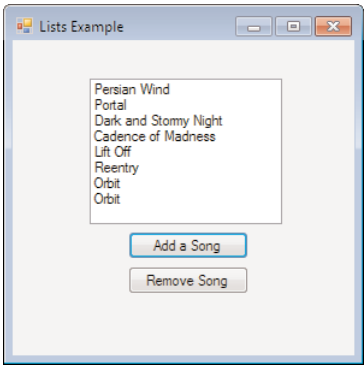 Lists Example
Persian Wind
Portal
Dark and Stormy Night
Cadence of Madness
Lift Off
Reentry
Orbit
Orbit
Add a Song
Remove Song